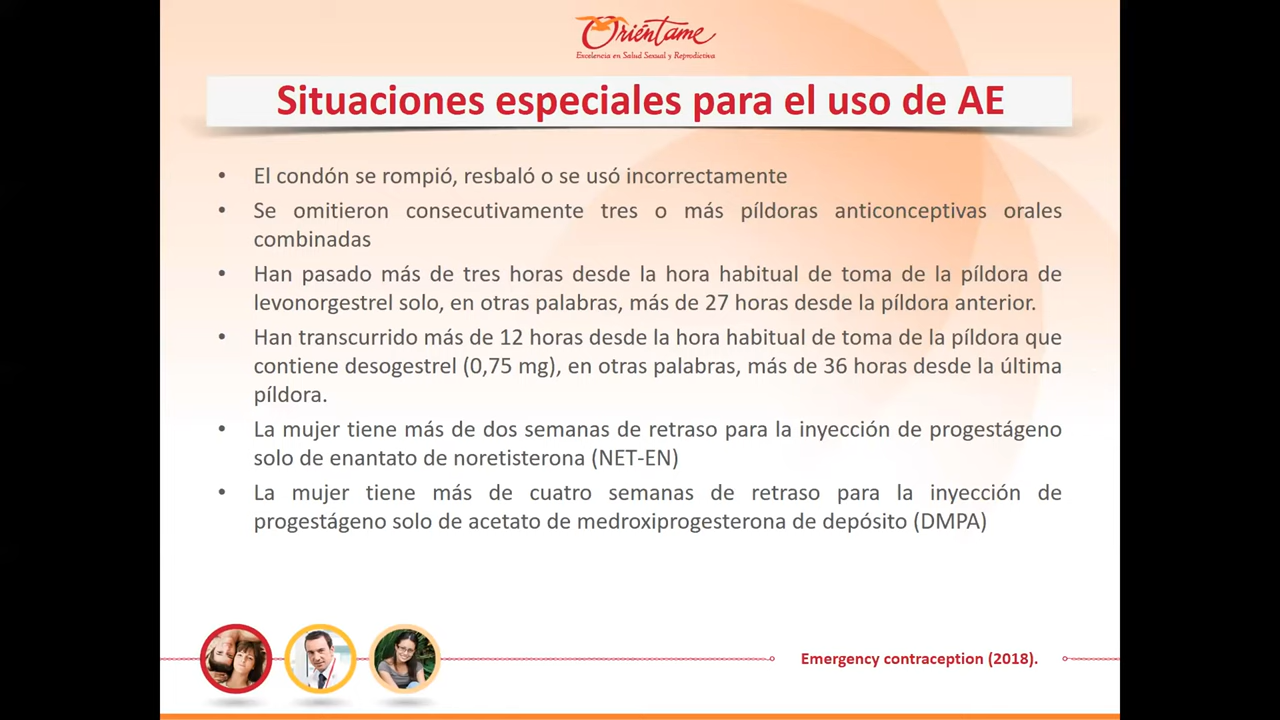 Oriéntame
Excelencia en Salud Sexual y Reproductiva
Situaciones especiales para el uso de AE
• El condón se rompió, resbaló o se usó incorrectamente
• Se omitieron consecutivamente tres o más píldoras anticonceptivas orales
combinadas
• Han pasado más de tres horas desde la hora habitual de toma de la píldora de
levonorgestrel solo, en otras palabras, más de 27 horas desde la píldora anterior.
• Han transcurrido más de 12 horas desde la hora habitual de toma de la píldora que
contiene desogestrel (0,75 mg), en otras palabras, más de 36 horas desde la última
píldora.
• La mujer tiene más de dos semanas de retraso para la inyección de progestágeno
solo de enantato de noretisterona (NET-EN)
• La mujer tiene más de cuatro semanas de retraso para la inyección de
progestágeno solo de acetato de medroxiprogesterona de depósito (DMPA)
Emergency contraception (2018).